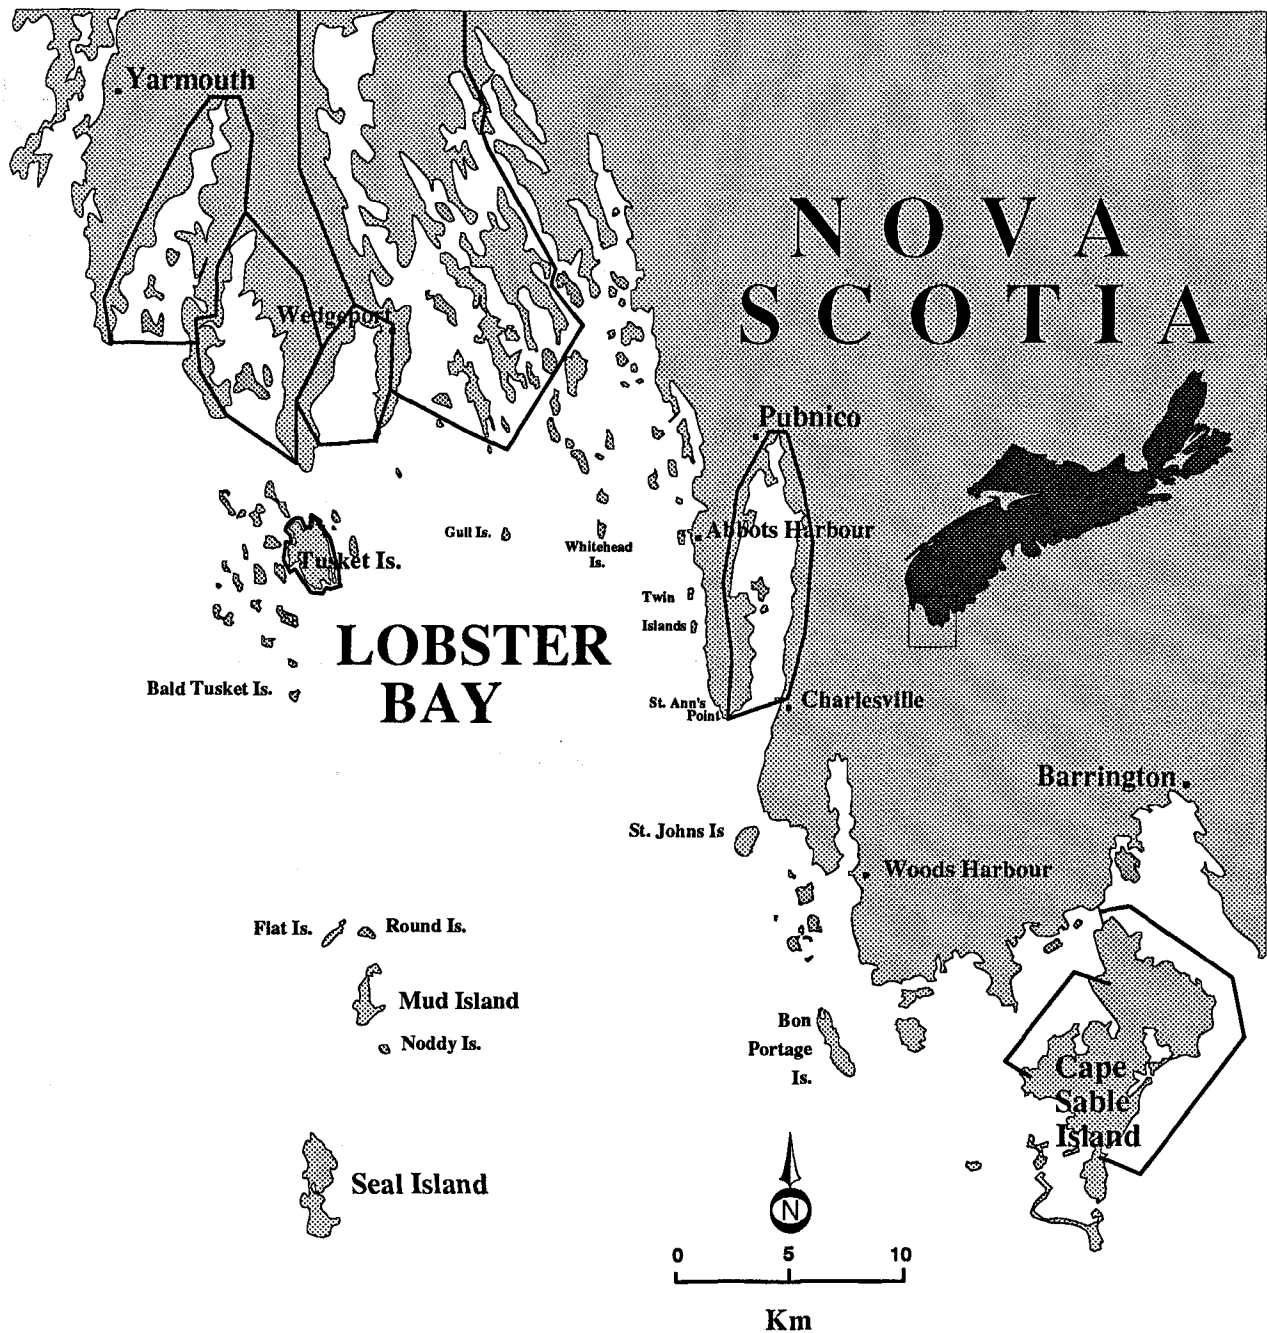 Yarmouth
NOVA
SCOTIA
Wedgeport
Pubnico
Abbots Harbour
Gull Is.
Whitehead
Is.
Tusket Is.
Twin
Islands
LOBSTER
BAY
Bald Tusket Is.
St. Ann's
Point
Charlesville
Barrington
St. Johns Is
Woods Harbour
Flat Is.
Round Is.
Mud Island
Noddy Is.
Bon
Portage
Is.
Cape
Sable
Island
Seal Island
N
0 5 10
Km